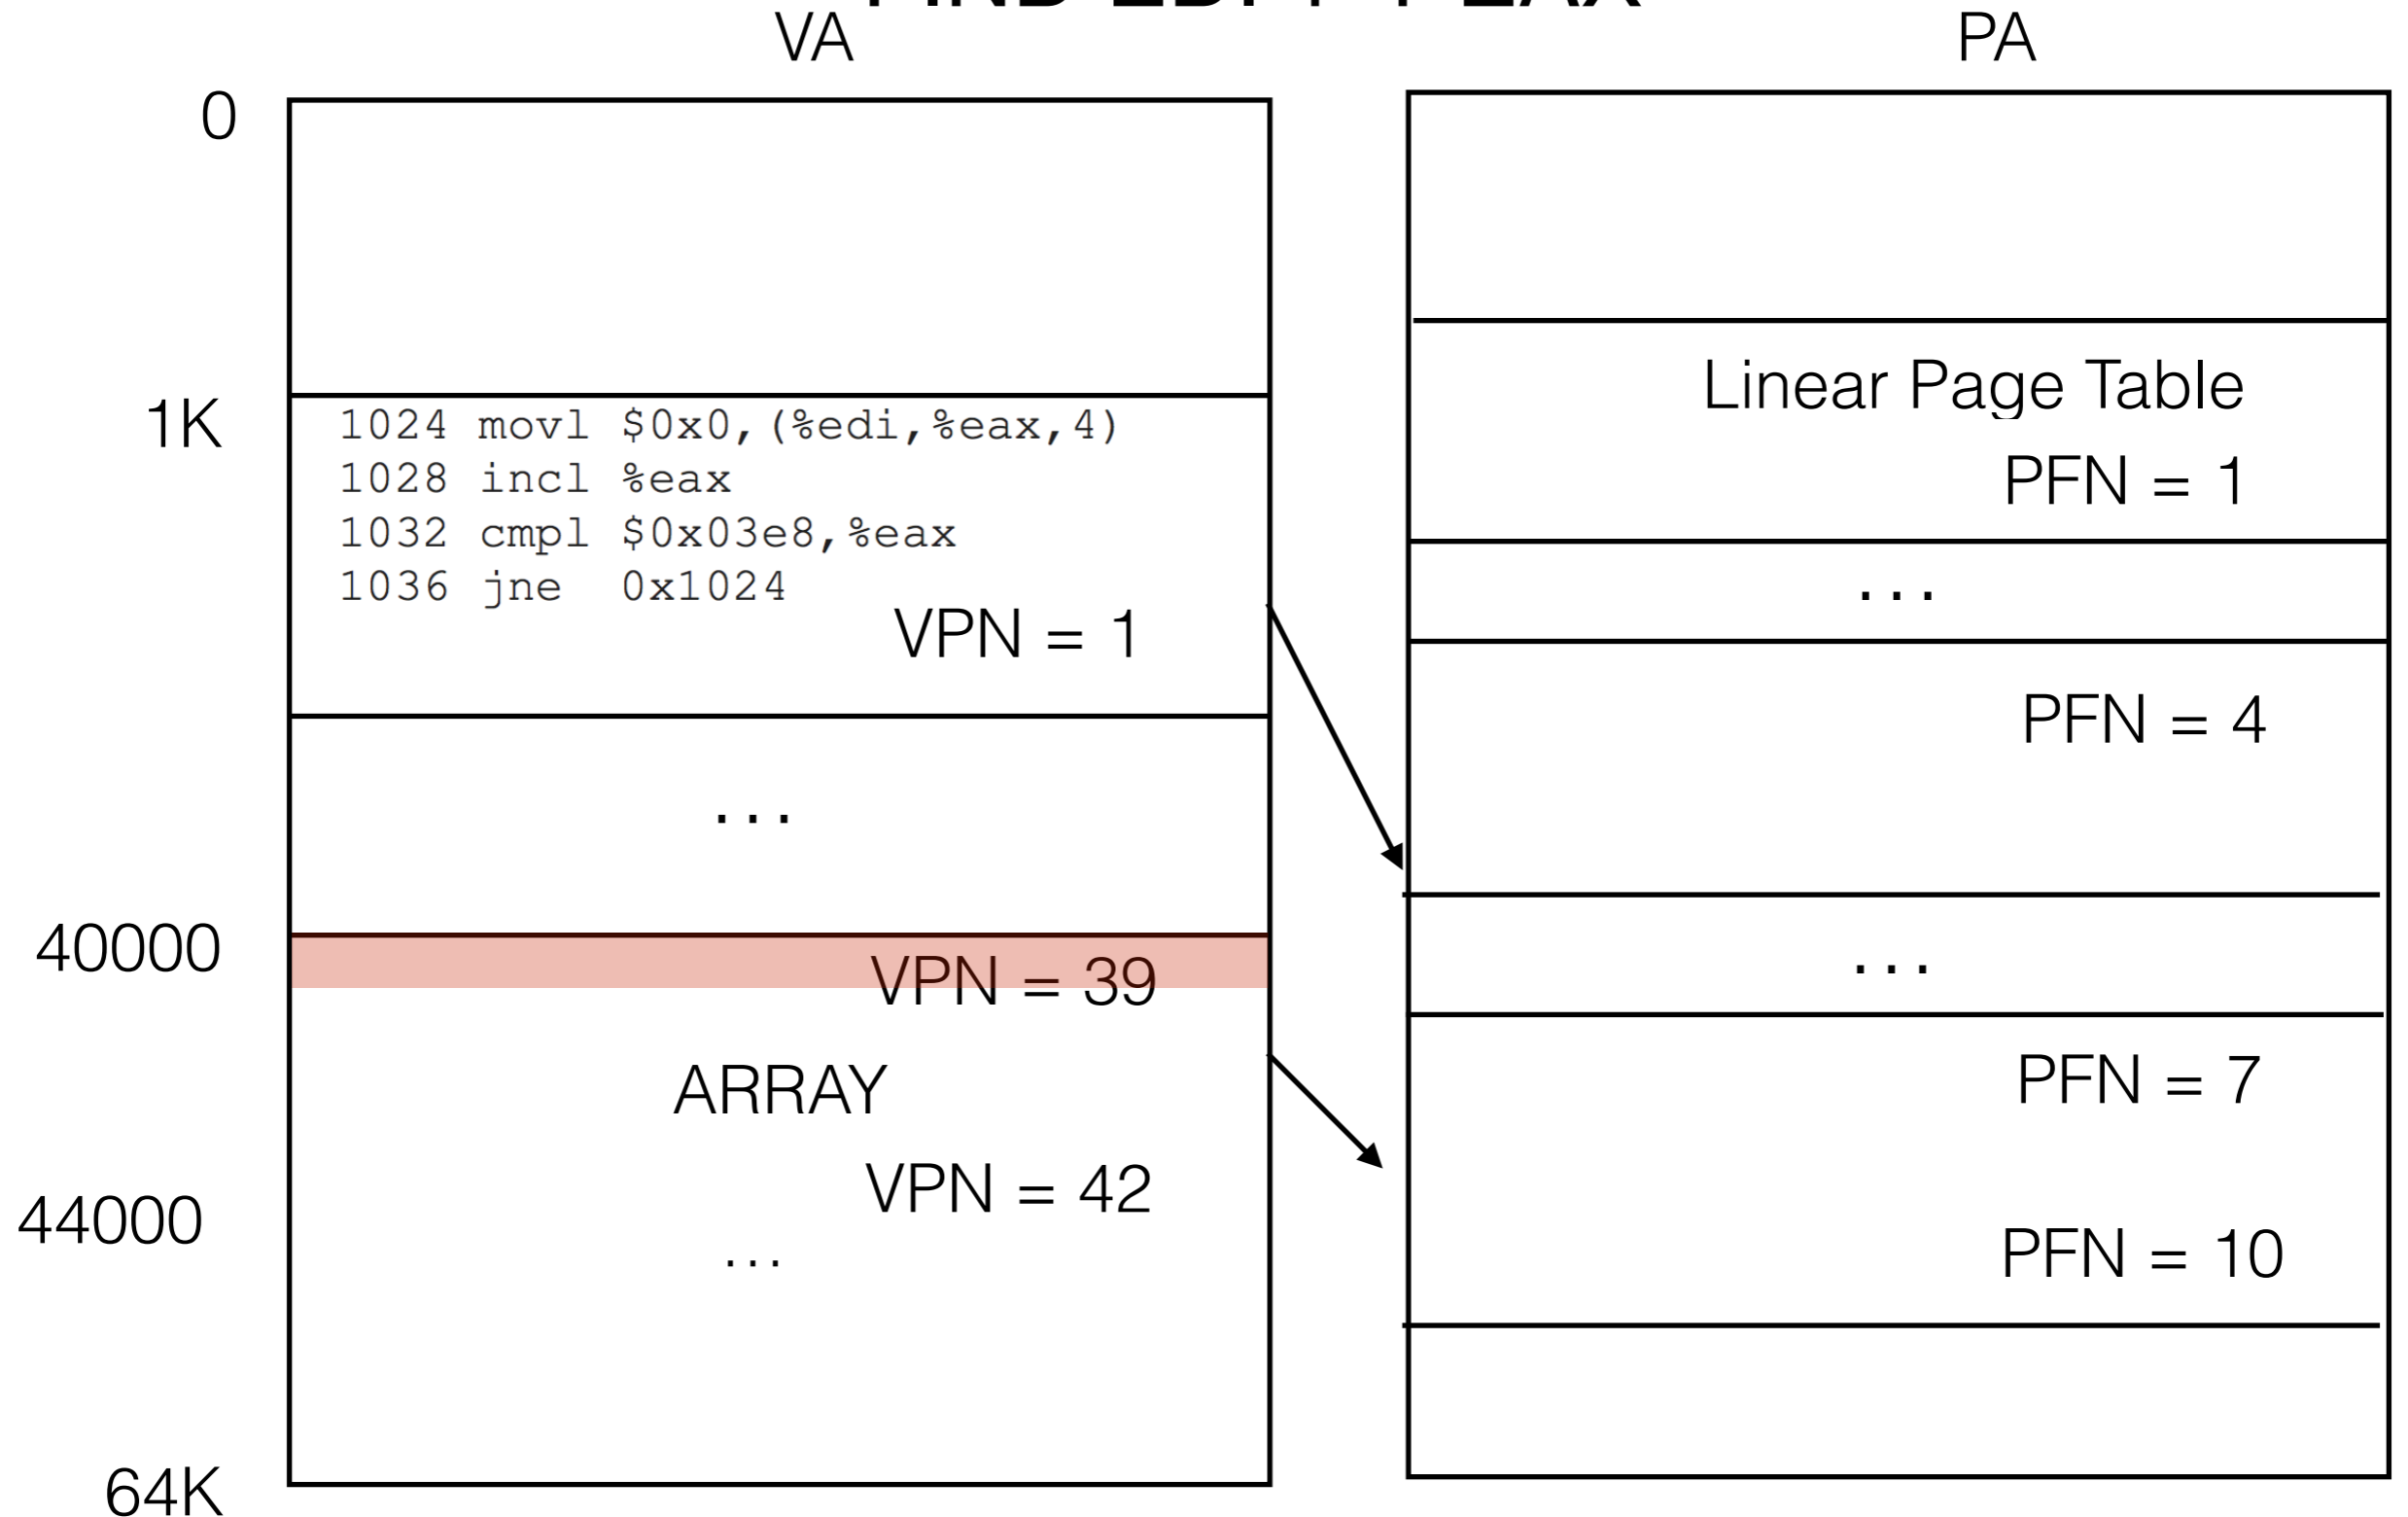 VA
PA
0
1K
1024 movl $0x0,(%edi,%eax,4)
1028 incl %eax
1032 cmpl $0x03e8,%eax
1036 jne 0x1024
VPN = 1
...
40000
VPN = 39
ARRAY
VPN = 42
44000
...
64K
Linear Page Table
PFN = 1
...
PFN = 4
...
PFN = 7
PFN = 10